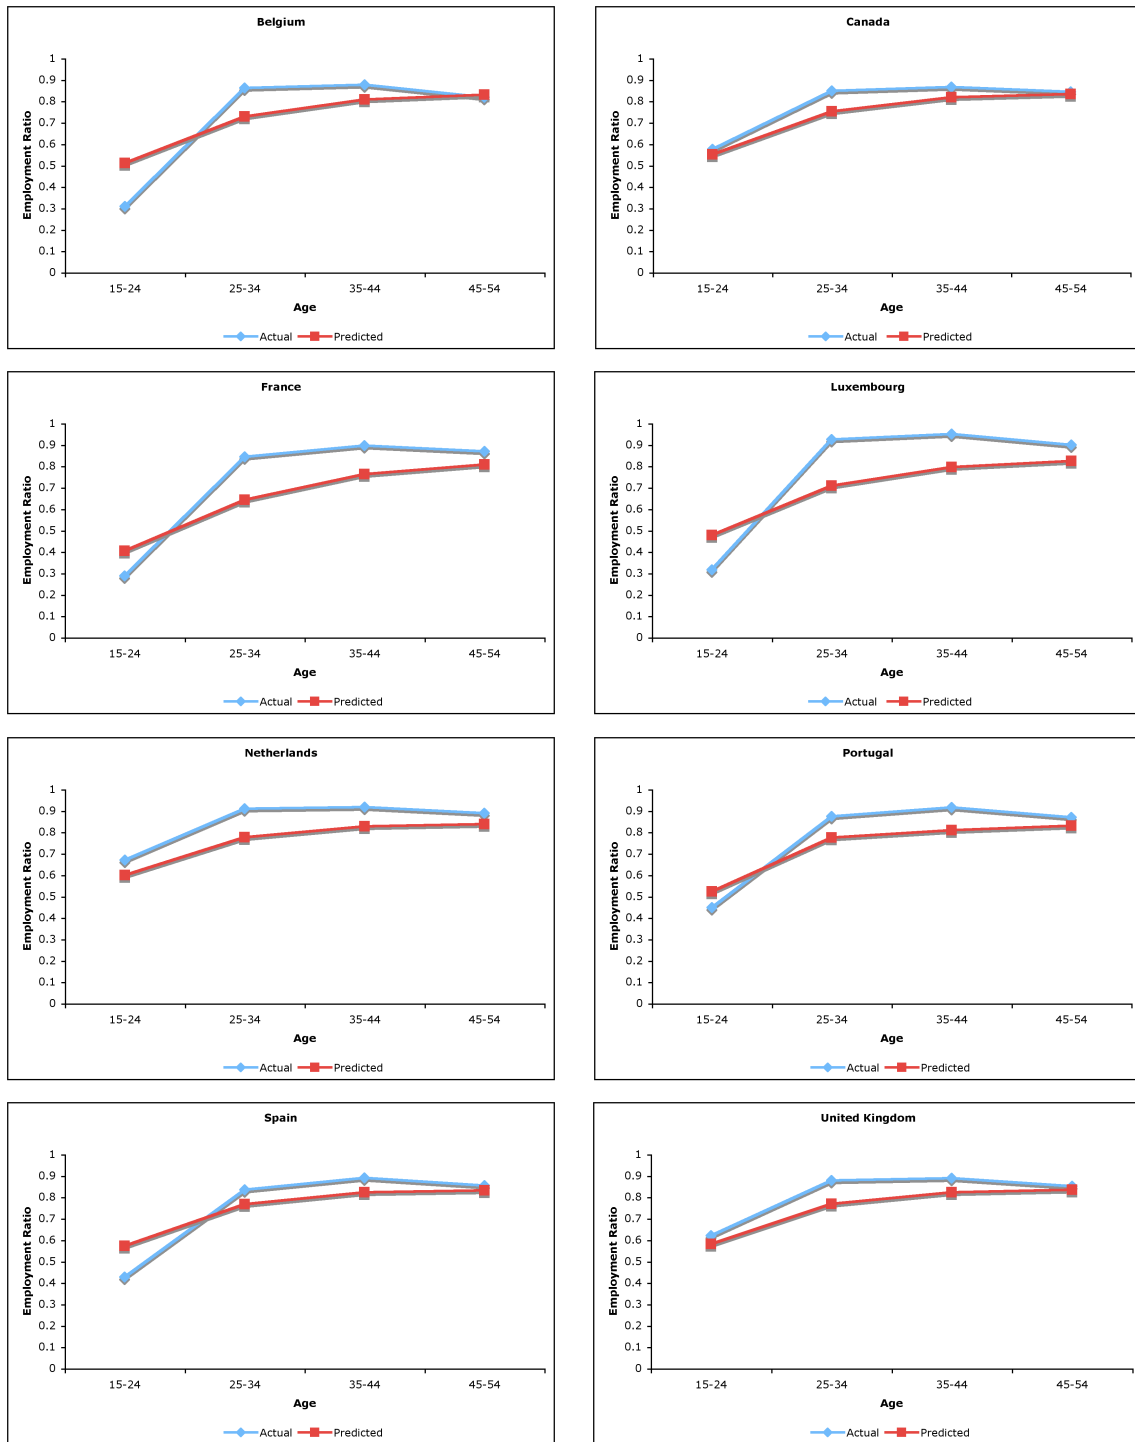 Belgium
Employment Ratio
1
0.9
0.8
0.7
0.6
0.5
0.4
0.3
0.2
0.1
0
15-24 25-34 35-44 45-54
Age
Actual Predicted
Canada
Employment Ratio
1
0.9
0.8
0.7
0.6
0.5
0.4
0.3
0.2
0.1
0
15-24 25-34 35-44 45-54
Age
Actual Predicted
France
Employment Ratio
1
0.9
0.8
0.7
0.6
0.5
0.4
0.3
0.2
0.1
0
15-24 25-34 35-44 45-54
Age
Actual Predicted
Luxembourg
Employment Ratio
1
0.9
0.8
0.7
0.6
0.5
0.4
0.3
0.2
0.1
0
15-24 25-34 35-44 45-54
Age
Actual Predicted
Netherlands
Employment Ratio
1
0.9
0.8
0.7
0.6
0.5
0.4
0.3
0.2
0.1
0
15-24 25-34 35-44 45-54
Age
Actual Predicted
Portugal
Employment Ratio
1
0.9
0.8
0.7
0.6
0.5
0.4
0.3
0.2
0.1
0
15-24 25-34 35-44 45-54
Age
Actual Predicted
Spain
Employment Ratio
1
0.9
0.8
0.7
0.6
0.5
0.4
0.3
0.2
0.1
0
15-24 25-34 35-44 45-54
Age
Actual Predicted
United Kingdom
Employment Ratio
1
0.9
0.8
0.7
0.6
0.5
0.4
0.3
0.2
0.1
0
15-24 25-34 35-44 45-54
Age
Actual Predicted